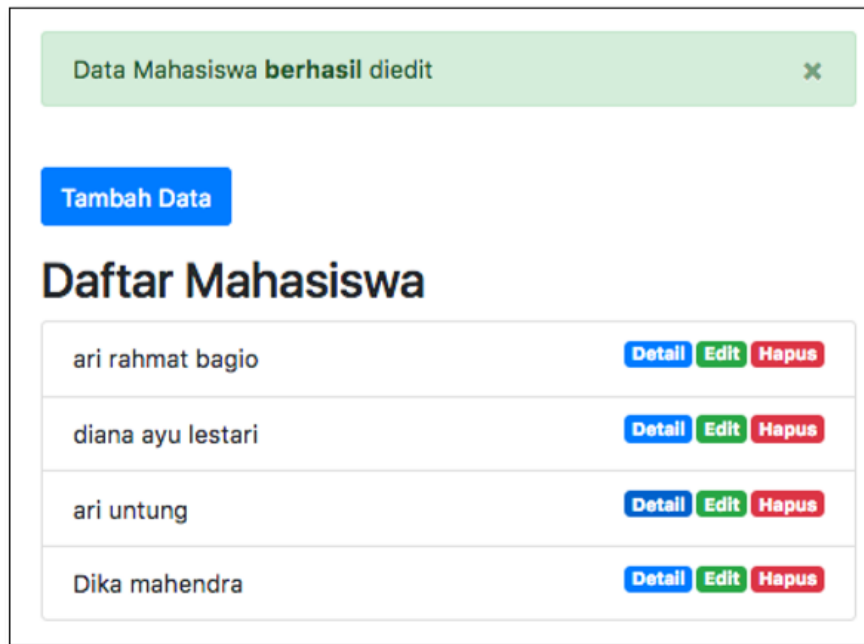 Data Mahasiswa berhasil diedit ×
Tambah Data
Daftar Mahasiswa
ari rahmat bagio Detail Edit Hapus
diana ayu lestari Detail Edit Hapus
ari untung Detail Edit Hapus
Dika mahendra Detail Edit Hapus